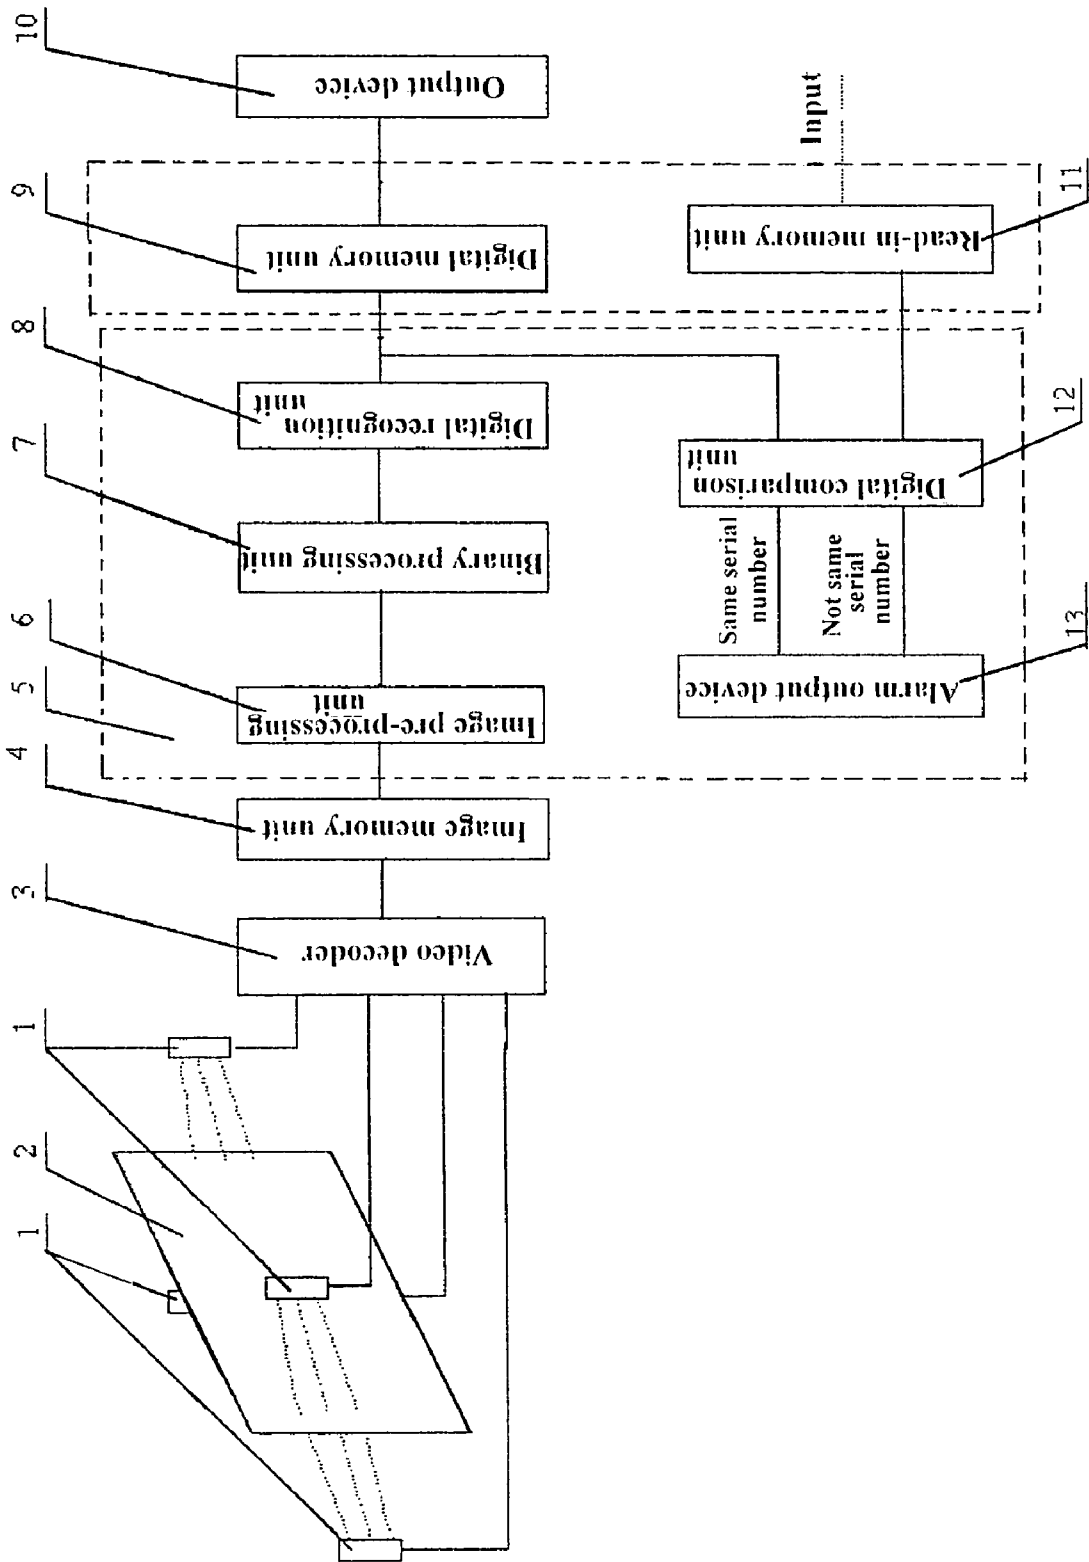 10
Output device
9
Digital memory unit
8
Digital recognition
unit
7
Binary processing unit
6
Image pre-processing
unit
5
4
Image memory unit
3
Video decoder
1
2
1
Input
11
Read-in memory unit
12
Digital comparison
unit
Same serial
number
Not same
serial
number
13
Alarm output device